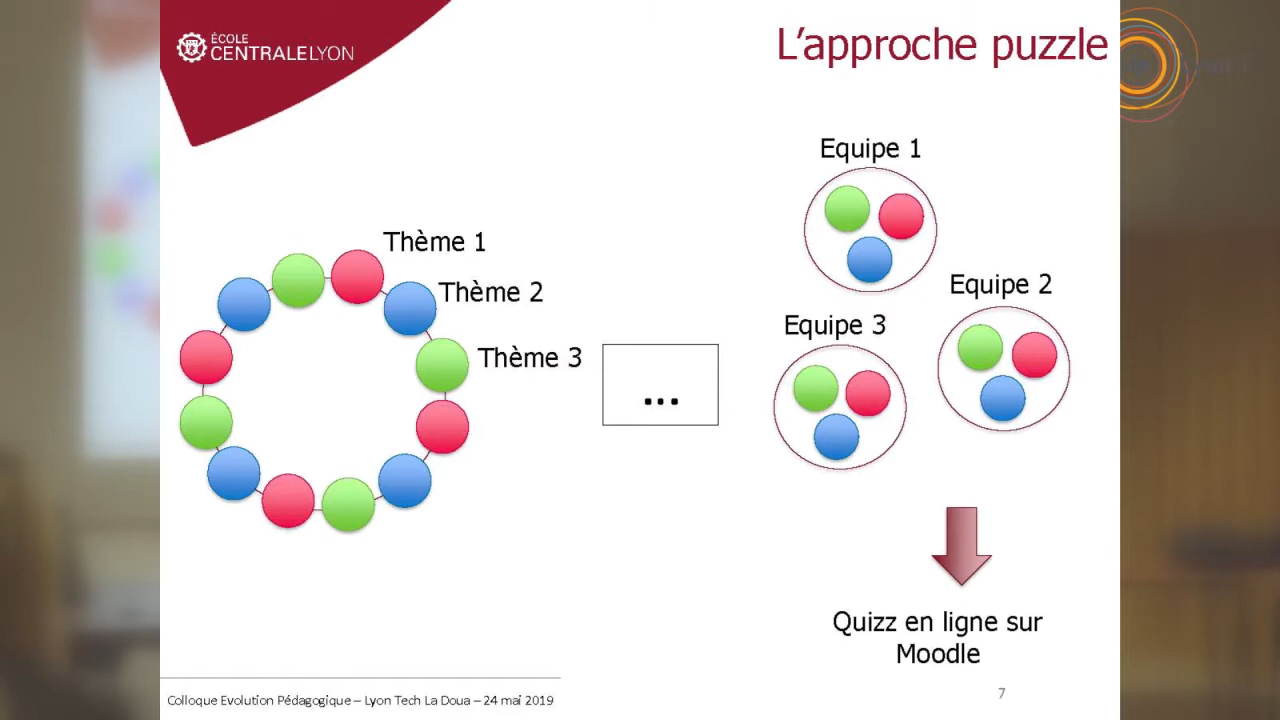 ÉCOLE
CENTRALELYON
L'approche puzzle
Equipe 1
Thème 1
Thème 2
Equipe 2
Equipe 3
Thème 3
...
Quizz en ligne sur
Moodle
Colloque Evolution Pédagogique – Lyon Tech La Doua – 24 mai 2019
7